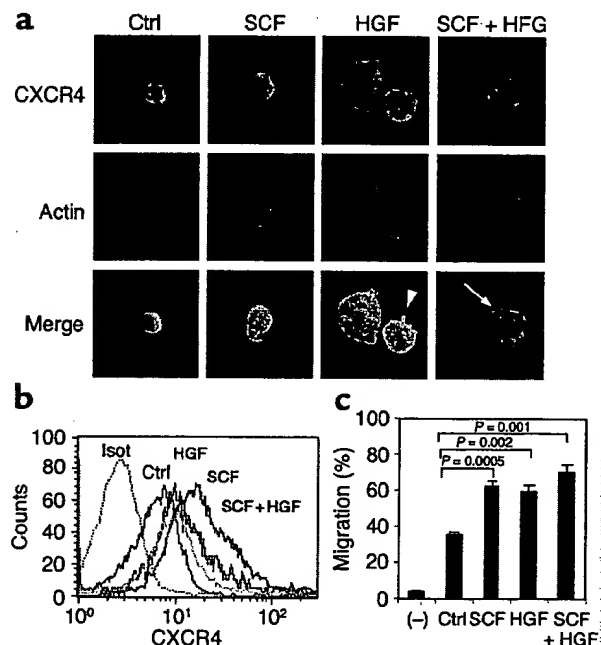 a
Ctrl SCF HGF SCF + HFG
CXCR4
Actin
Merge
b
Counts
100
80
60
40
20
0
Isot
Ctrl
HGF
SCF
SCF+HGF
10⁰ 10¹ 10²
CXCR4
c
Migration (%)
100
80
60
40
20
0
P = 0.001
P = 0.002
P = 0.0005
(–) Ctrl SCF HGF SCF
+ HGF